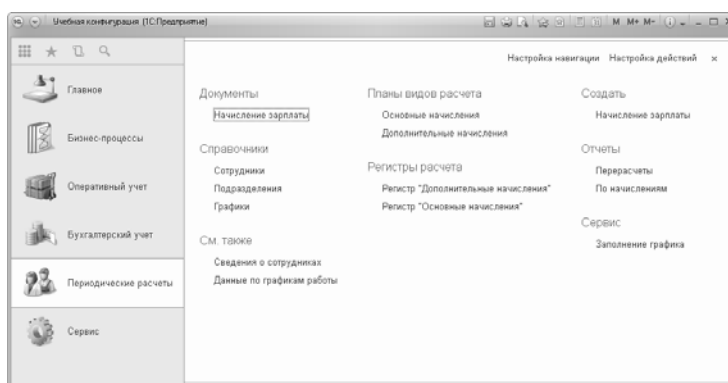 Учебная конфигурация (1С:Предприятие)
M M+ M-
Настройка навигации Настройка действий
Главное
Бизнес-процессы
Оперативный учет
Бухгалтерский учет
Периодические расчеты
Сервис
Документы
Начисление зарплаты
Справочники
Сотрудники
Подразделения
Графики
См. также
Сведения о сотрудниках
Данные по графикам работы
Планы видов расчета
Основные начисления
Дополнительные начисления
Регистры расчета
Регистр "Дополнительные начисления"
Регистр "Основные начисления"
Создать
Начисление зарплаты
Отчеты
Перерасчеты
По начислениям
Сервис
Заполнение графика